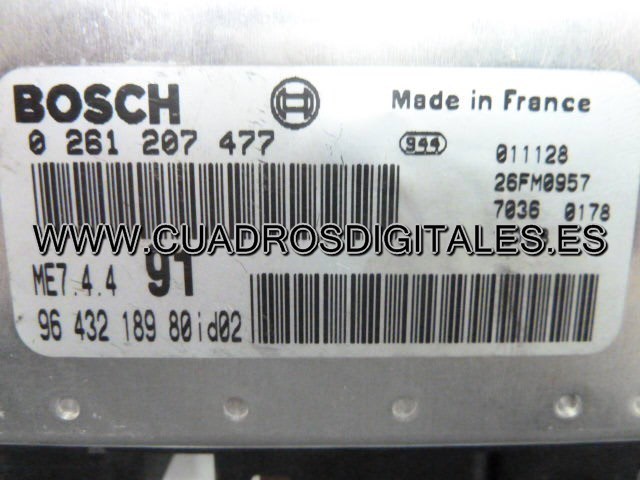 BOSCH
Made in France
0 261 207 477
944
011128
26FM0957
7036 0178
WWW.CUADROSDIGITALES.ES
ME7.4.4 91
96 432 189 80id02